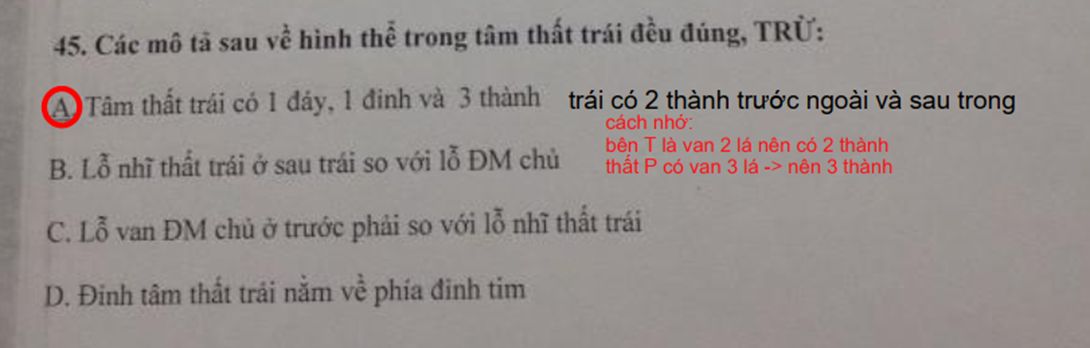 45. Các mô tả sau về hình thể trong tâm thất trái đều đúng, TRỪ:
A. Tâm thất trái có 1 đáy, 1 đỉnh và 3 thành trái có 2 thành trước ngoài và sau trong
cách nhớ:
bên T là van 2 lá nên có 2 thành
thất P có van 3 lá -> nên 3 thành
B. Lỗ nhĩ thất trái ở sau trái so với lỗ ĐM chủ
C. Lỗ van ĐM chủ ở trước phải so với lỗ nhĩ thất trái
D. Đỉnh tâm thất trái nằm về phía đỉnh tim